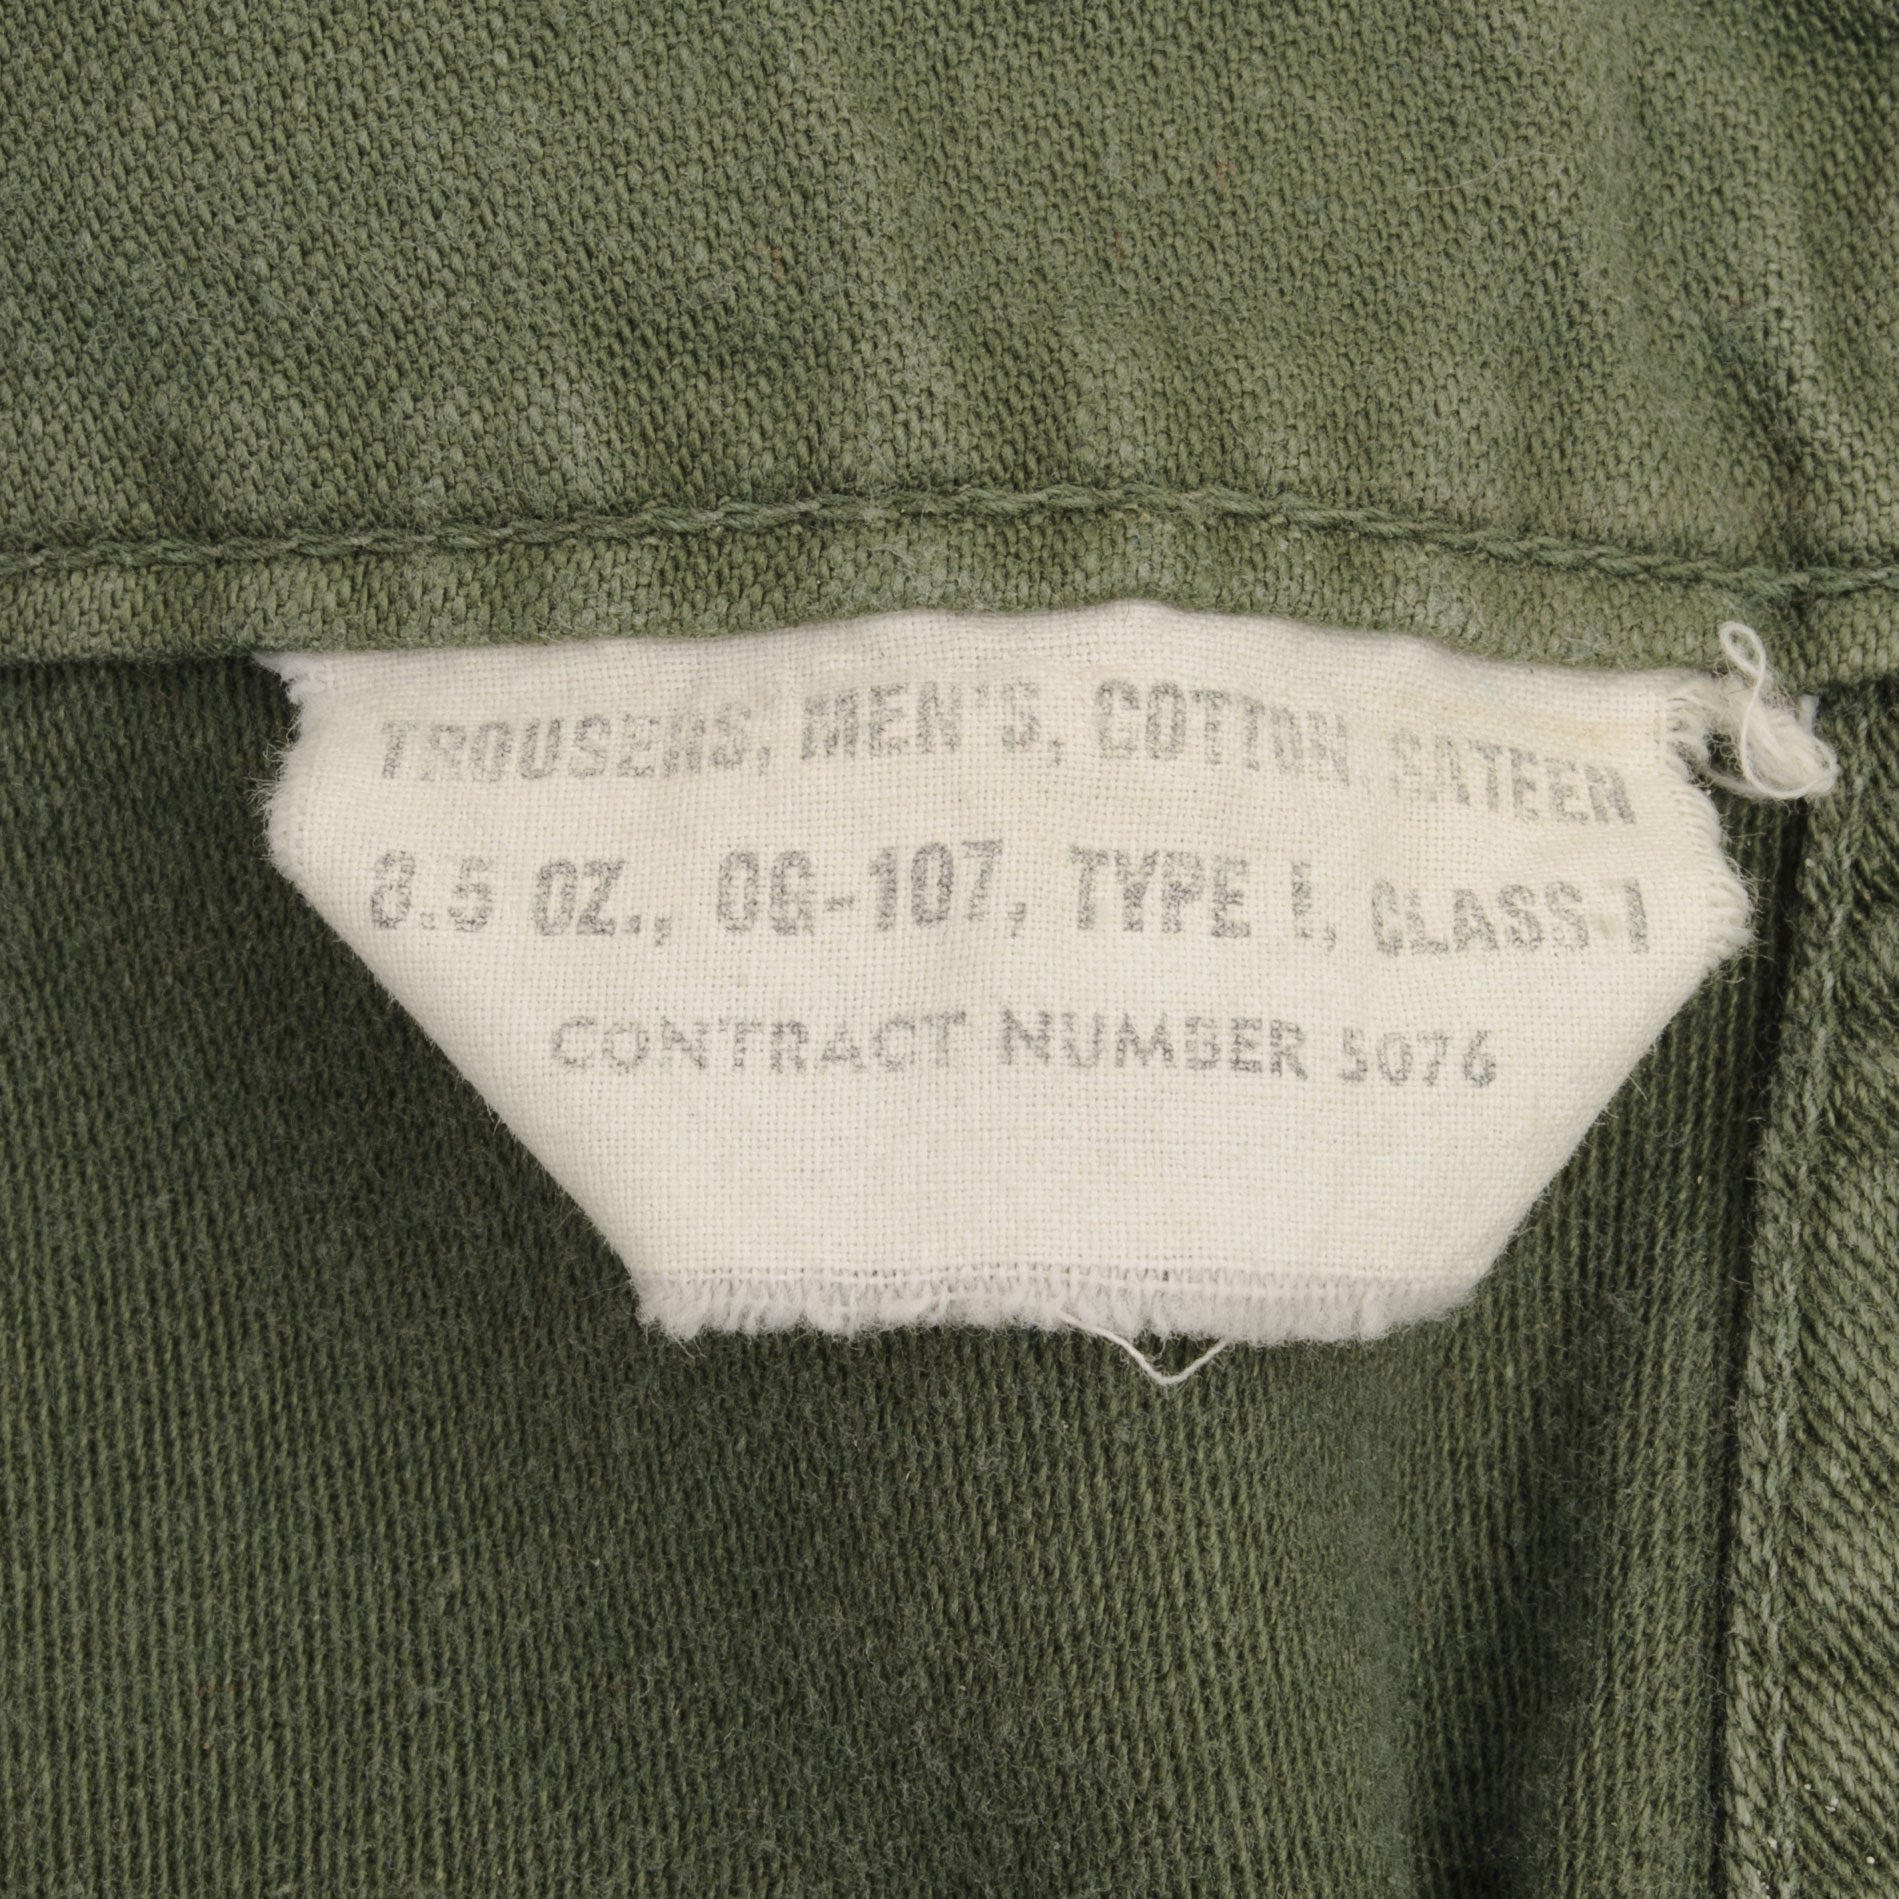 TROUSERS, MEN'S, COTTON SATEEN
8.5 OZ., OG-107, TYPE I, CLASS 1
CONTRACT NUMBER 5076